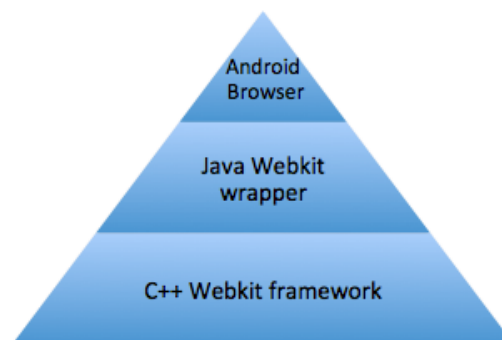 Android
Browser
Java Webkit
wrapper
C++ Webkit framework